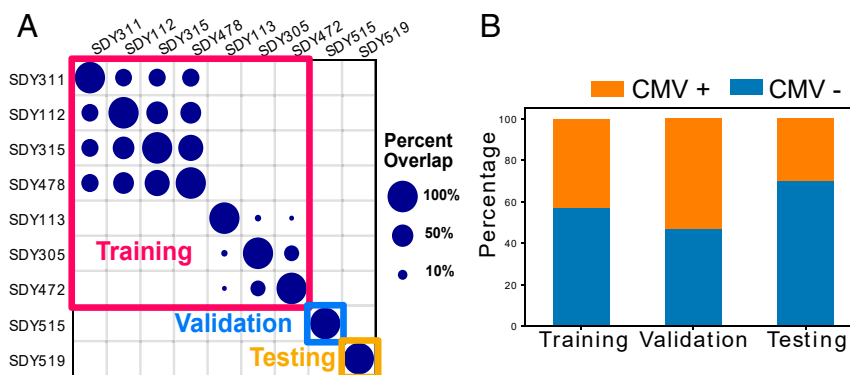 A
SDY311 SDY112 SDY315 SDY478 SDY113 SDY305 SDY472 SDY515 SDY519
SDY311
SDY112
SDY315
SDY478
SDY113
SDY305
SDY472
SDY515
SDY519
Training
Validation
Testing
Percent
Overlap
100%
50%
10%
B
CMV + CMV -
Percentage
100
80
60
40
20
0
Training Validation Testing